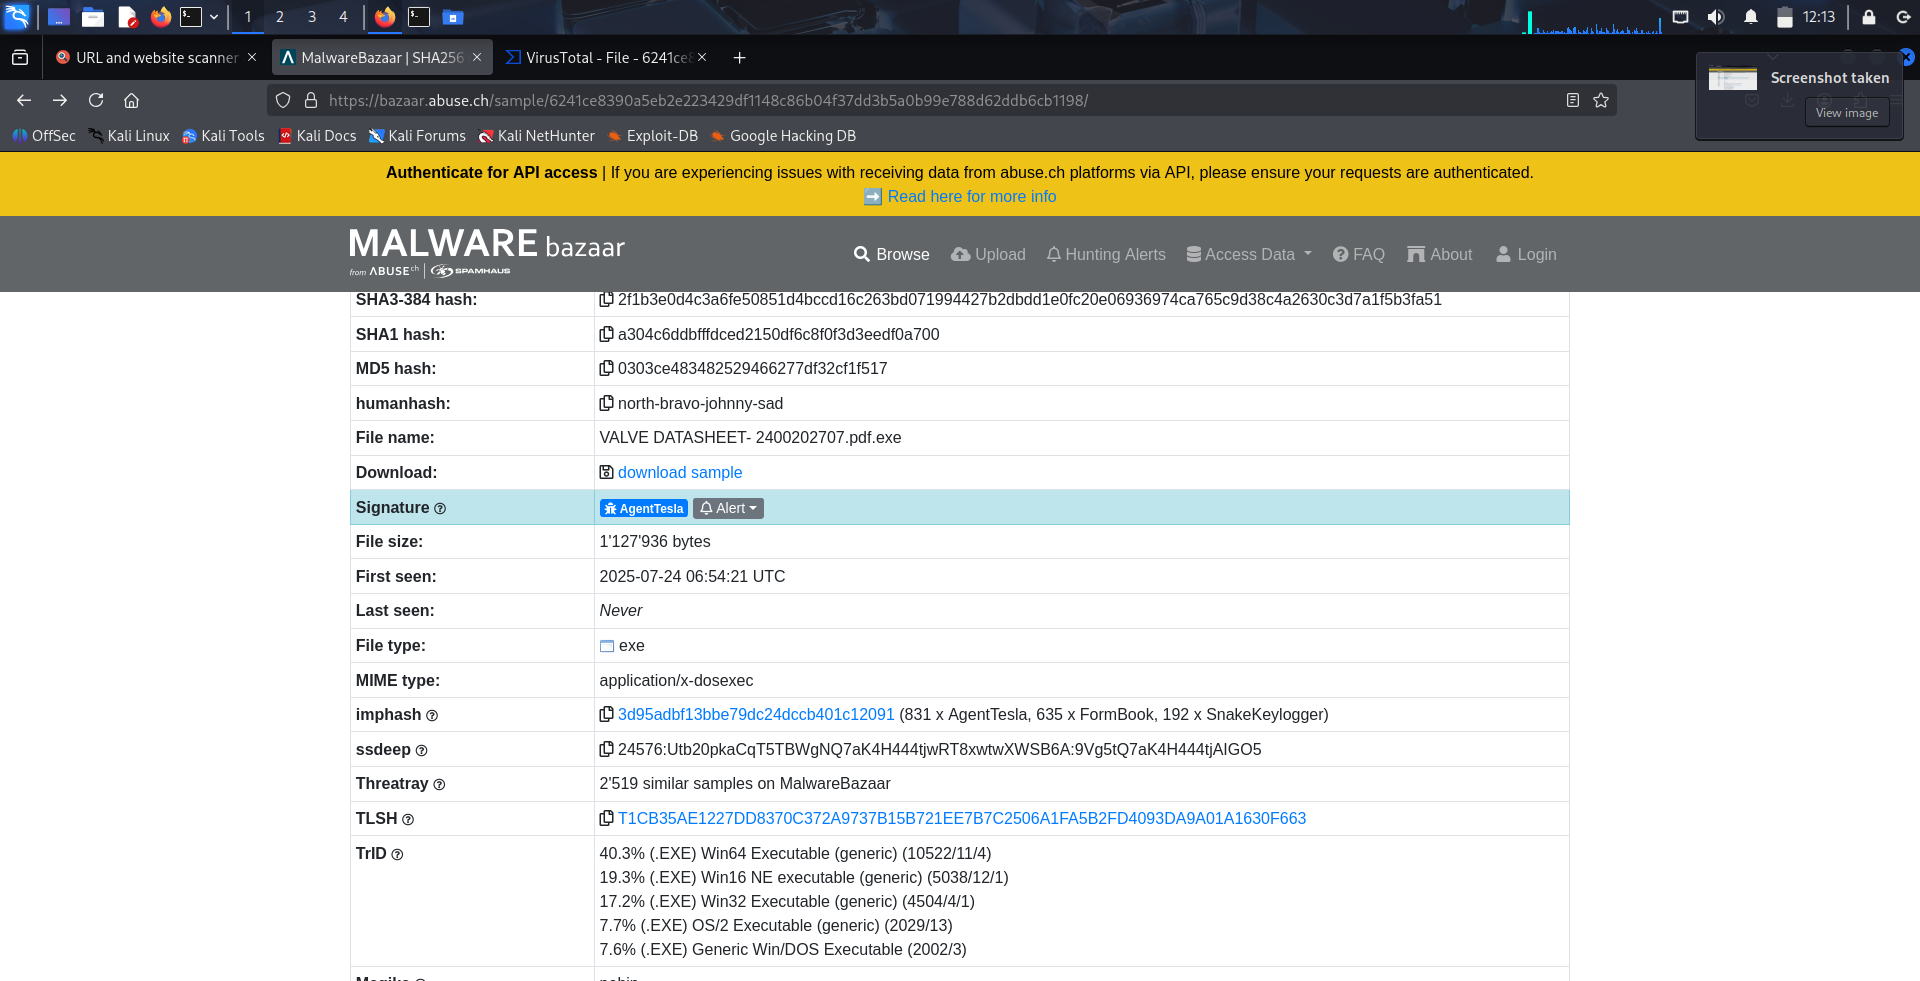 1 2 3 4 12:13
URL and website scanner MalwareBazaar | SHA256 VirusTotal - File - 6241ce8
Screenshot taken
View image
https://bazaar.abuse.ch/sample/6241ce8390a5eb2e223429df1148c86b04f37dd3b5a0b99e788d62ddb6cb1198/
OffSec Kali Linux Kali Tools Kali Docs Kali Forums Kali NetHunter Exploit-DB Google Hacking DB
Authenticate for API access | If you are experiencing issues with receiving data from abuse.ch platforms via API, please ensure your requests are authenticated.
Read here for more info
MALWARE bazaar
from ABUSE ch | SPAMHAUS
Browse Upload Hunting Alerts Access Data FAQ About Login
SHA3-384 hash: 2f1b3e0d4c3a6fe50851d4bccd16c263bd071994427b2dbdd1e0fc20e06936974ca765c9d38c4a2630c3d7a1f5b3fa51
SHA1 hash: a304c6ddbfffdced2150df6c8f0f3d3eedf0a700
MD5 hash: 0303ce483482529466277df32cf1f517
humanhash: north-bravo-johnny-sad
File name: VALVE DATASHEET- 2400202707.pdf.exe
Download: download sample
Signature AgentTesla Alert
File size: 1'127'936 bytes
First seen: 2025-07-24 06:54:21 UTC
Last seen: Never
File type: exe
MIME type: application/x-dosexec
imphash 3d95adbf13bbe79dc24dccb401c12091 (831 x AgentTesla, 635 x FormBook, 192 x SnakeKeylogger)
ssdeep 24576:Utb20pkaCqT5TBWgNQ7aK4H444tjwRT8xwtwXWSB6A:9Vg5tQ7aK4H444tjAIGO5
Threatray 2'519 similar samples on MalwareBazaar
TLSH T1CB35AE1227DD8370C372A9737B15B721EE7B7C2506A1FA5B2FD4093DA9A01A1630F663
TrID 40.3% (.EXE) Win64 Executable (generic) (10522/11/4)
19.3% (.EXE) Win16 NE executable (generic) (5038/12/1)
17.2% (.EXE) Win32 Executable (generic) (4504/4/1)
7.7% (.EXE) OS/2 Executable (generic) (2029/13)
7.6% (.EXE) Generic Win/DOS Executable (2002/3)